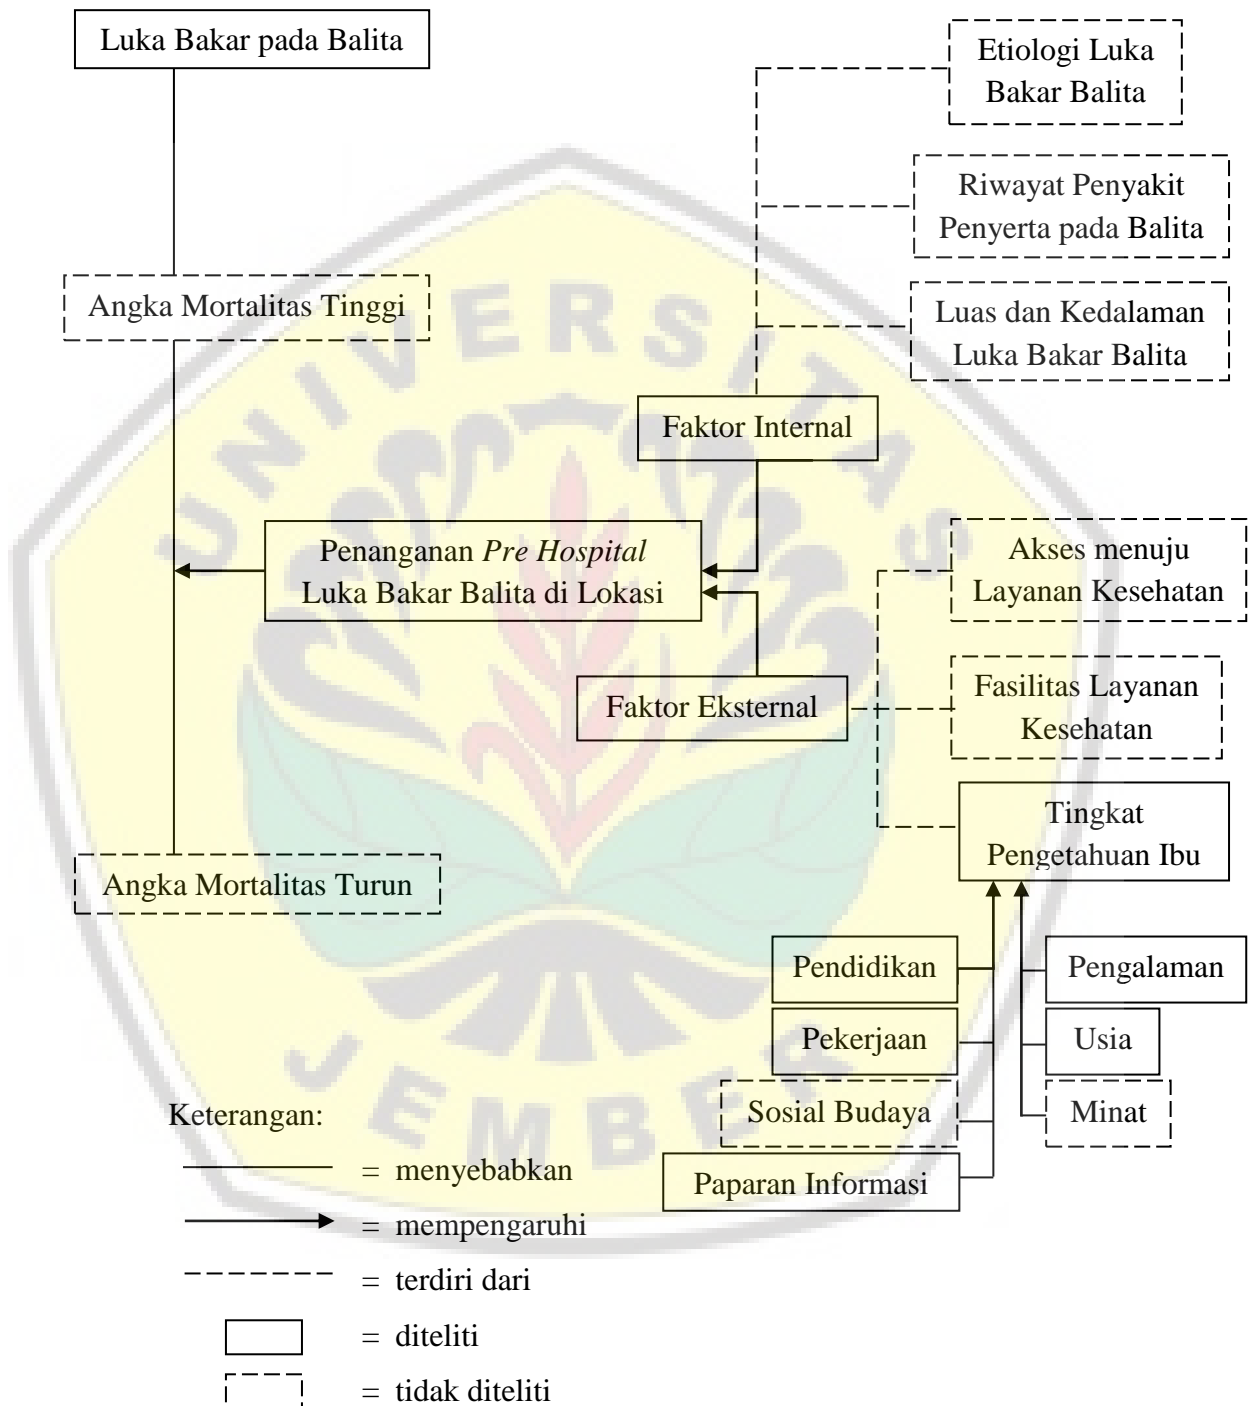 Luka Bakar pada Balita
Etiologi Luka
Bakar Balita
Riwayat Penyakit
Penyerta pada Balita
Angka Mortalitas Tinggi
Luas dan Kedalaman
Luka Bakar Balita
Faktor Internal
Penanganan Pre Hospital
Luka Bakar Balita di Lokasi
Akses menuju
Layanan Kesehatan
Faktor Eksternal
Fasilitas Layanan
Kesehatan
Tingkat
Pengetahuan Ibu
Angka Mortalitas Turun
Pendidikan
Pengalaman
Pekerjaan
Usia
Sosial Budaya
Minat
Paparan Informasi
Keterangan:
= menyebabkan
= mempengaruhi
= terdiri dari
= diteliti
= tidak diteliti
UNIVERSITAS
JEMBER